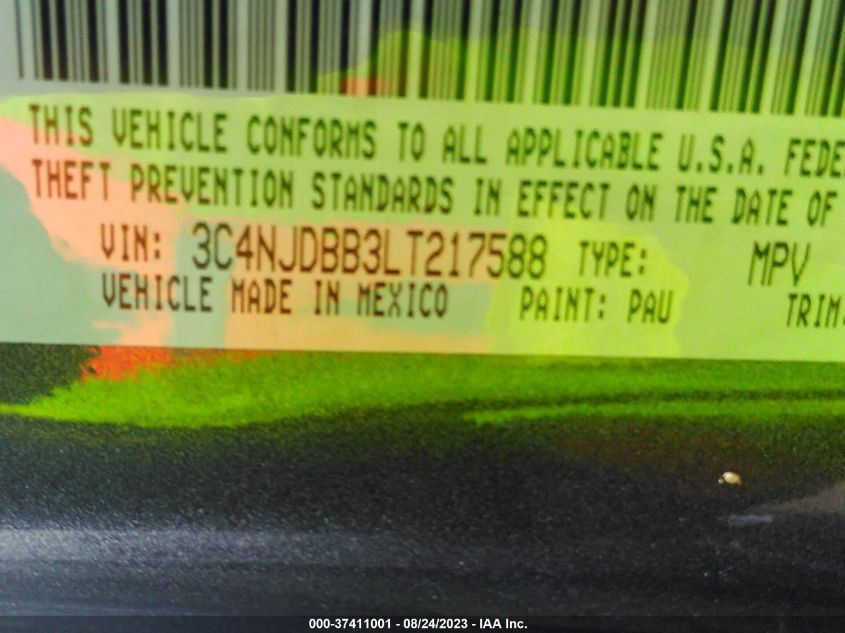 THIS VEHICLE CONFORMS TO ALL APPLICABLE U.S.A. FEDE
THEFT PREVENTION STANDARDS IN EFFECT ON THE DATE OF
VIN: 3C4NJDBB3LT217588 TYPE: MPV
VEHICLE MADE IN MEXICO PAINT: PAU TRIM:
000-37411001 - 08/24/2023 - IAA Inc.